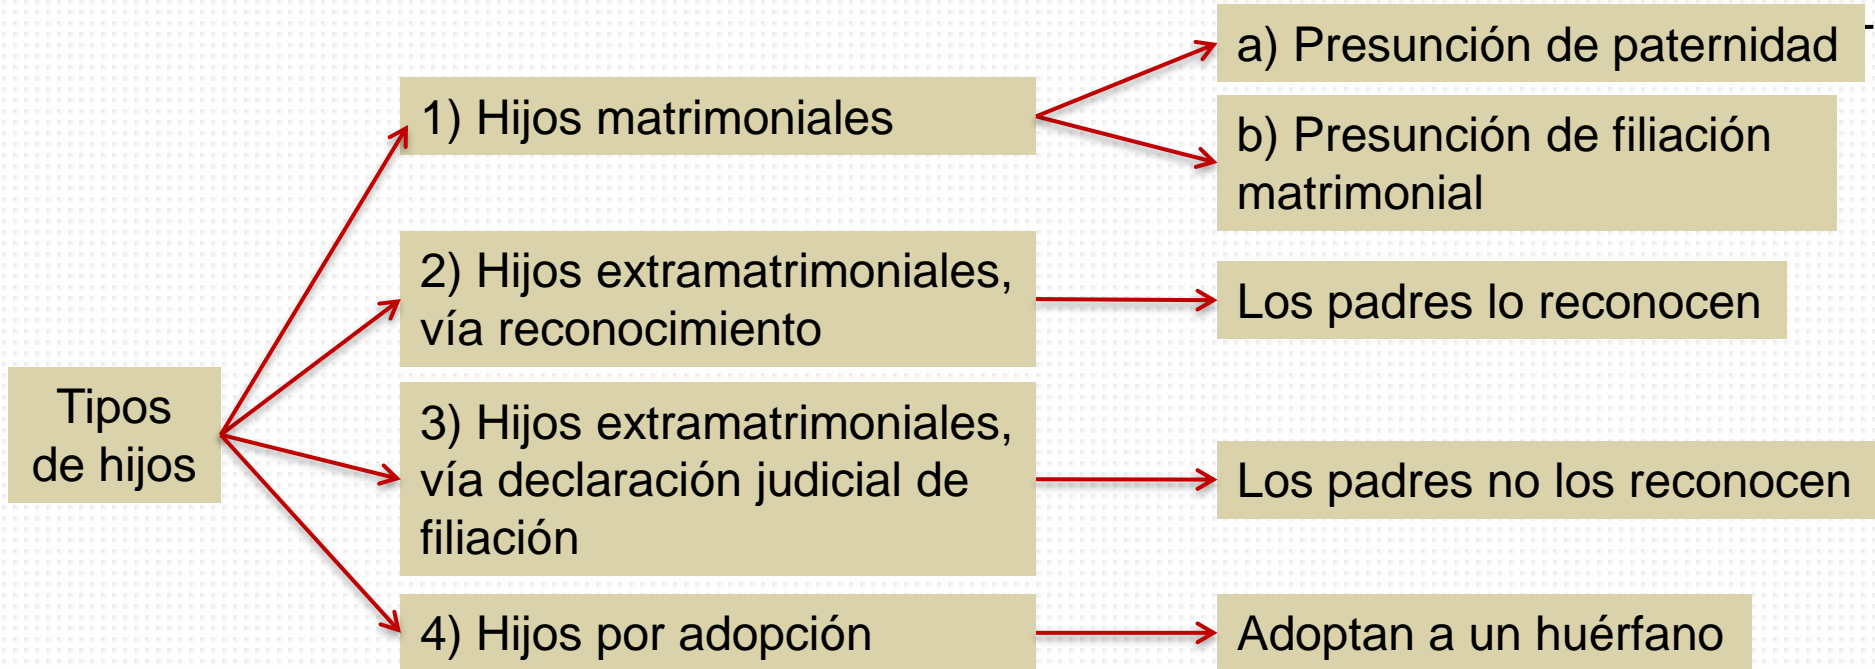 a) Presunción de paternidad
1) Hijos matrimoniales
b) Presunción de filiación
matrimonial
2) Hijos extramatrimoniales,
vía reconocimiento
Los padres lo reconocen
Tipos
de hijos
3) Hijos extramatrimoniales,
vía declaración judicial de
filiación
Los padres no los reconocen
4) Hijos por adopción
Adoptan a un huérfano